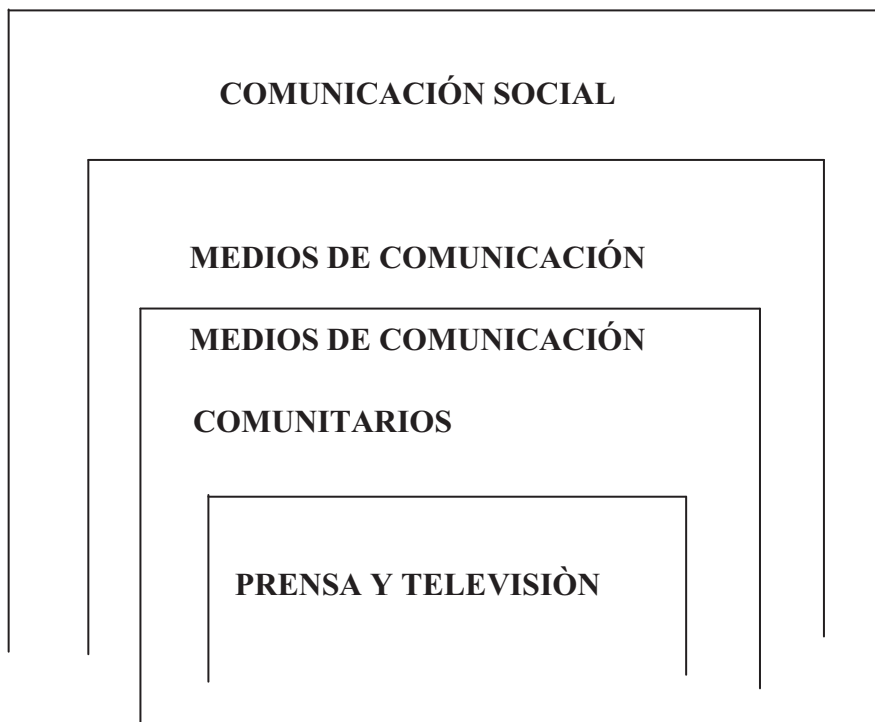 COMUNICACIÓN SOCIAL
MEDIOS DE COMUNICACIÓN
MEDIOS DE COMUNICACIÓN
COMUNITARIOS
PRENSA Y TELEVISIÒN